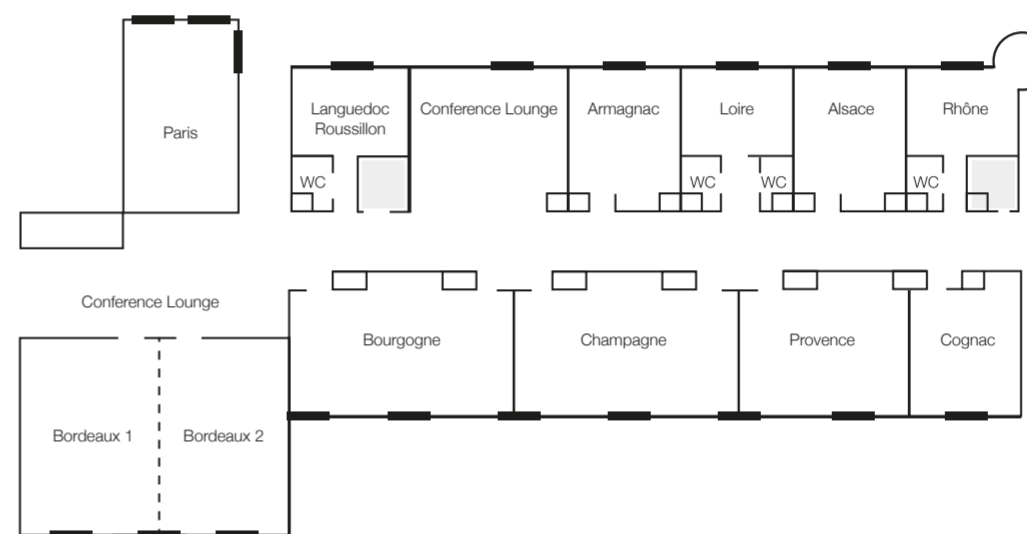 Paris
Languedoc
Roussillon
Conference Lounge
Armagnac
Loire
Alsace
Rhône
WC
WC
WC
WC
Conference Lounge
Bourgogne
Champagne
Provence
Cognac
Bordeaux 1
Bordeaux 2